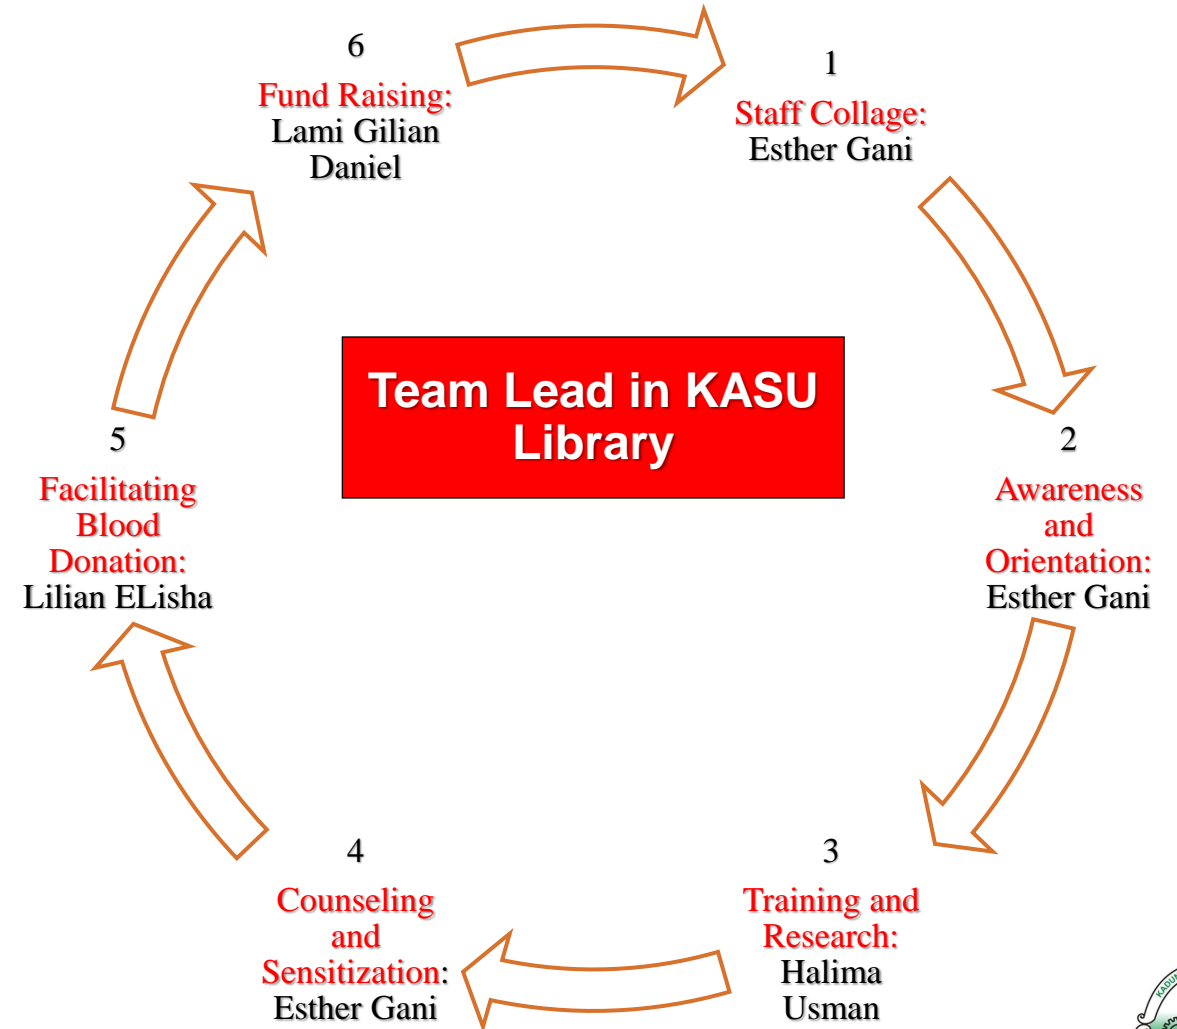 Team Lead in KASU
Library
1
Staff Collage:
Esther Gani
2
Awareness
and
Orientation:
Esther Gani
3
Training and
Research:
Halima
Usman
4
Counseling
and
Sensitization:
Esther Gani
5
Facilitating
Blood
Donation:
Lilian ELisha
6
Fund Raising:
Lami Gilian
Daniel